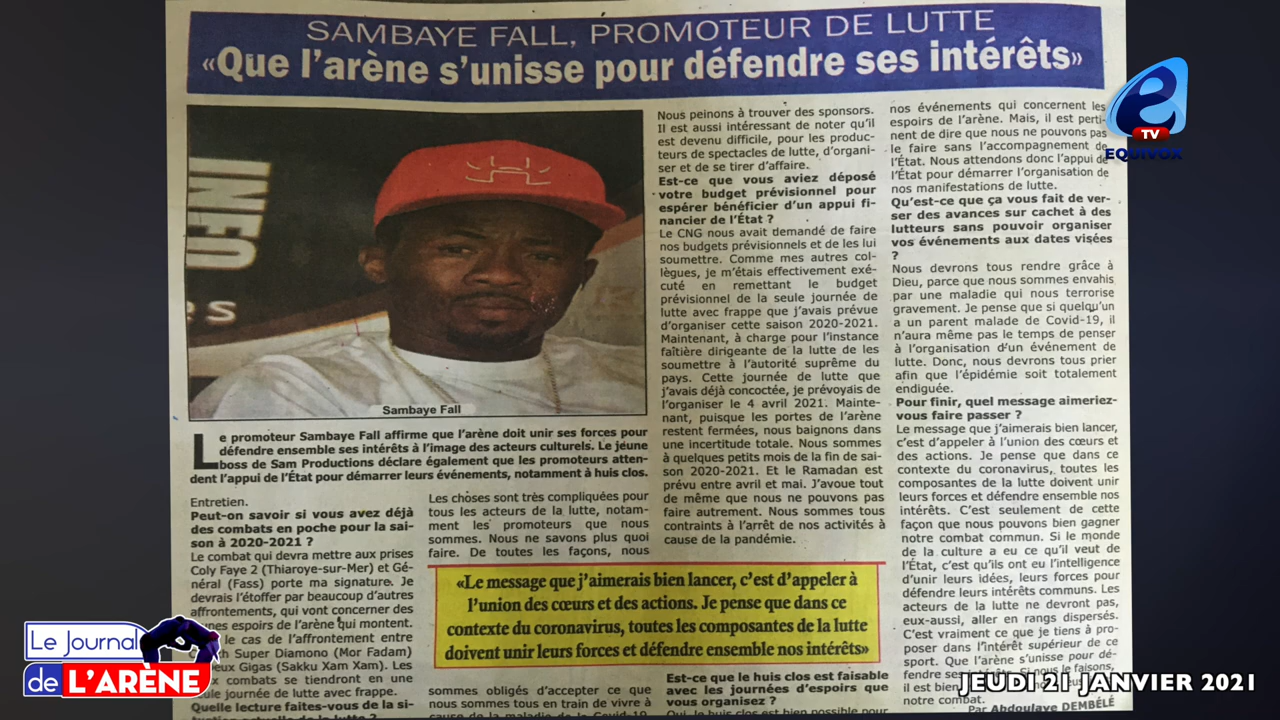 SAMBAYE FALL, PROMOTEUR DE LUTTE
«Que l'arène s'unisse pour défendre ses intérêts»
INED
RS
Sambaye Fall
Le promoteur Sambaye Fall affirme que l'arène doit unir ses forces pour
défendre ensemble ses intérêts à l'image des acteurs culturels. Le jeune
boss de Sam Productions déclare également que les promoteurs atten-
dent l'appui de l'État pour démarrer leurs événements, notamment à huis clos.
Entretien.
Peut-on savoir si vous avez déjà
des combats en poche pour la sai-
son à 2020-2021 ?
Le combat qui devra mettre aux prises
Coly Faye 2 (Thiaroye-sur-Mer) et Gé-
néral (Fass) porte ma signature. Je
devrais l'étoffer par beaucoup d'autres
affrontements, qui vont concerner des
nes espoirs de l'arène qui montent.
le cas de l'affrontement entre
h Super Diamono (Mor Fadam)
eux Gigas (Sakku Xam Xam). Les
x combats se tiendront en une
ule journée de lutte avec frappe.
Quelle lecture faites-vous de la si-
Les choses sont très compliquées pour
tous les acteurs de la lutte, notam-
ment les promoteurs que nous
sommes. Nous ne savons plus quoi
faire. De toutes les façons, nous
«Le message que j'aimerais bien lancer, c'est d'appeler à
l'union des cœurs et des actions. Je pense que dans ce
contexte du coronavirus, toutes les composantes de la lutte
doivent unir leurs forces et défendre ensemble nos intérêts»
sommes obligés d'accepter ce que
nous sommes tous en train de vivre à
cause de la maladie de la Covid-19
Nous peinons à trouver des sponsors.
Il est aussi intéressant de noter qu'il
est devenu difficile, pour les produc-
teurs de spectacles de lutte, d'organi-
ser et de se tirer d'affaire.
Est-ce que vous aviez déposé
votre budget prévisionnel pour
espérer bénéficier d'un appui fi-
nancier de l'État ?
Le CNG nous avait demandé de faire
nos budgets prévisionnels et de les lui
soumettre. Comme mes autres col-
lègues, je m'étais effectivement exé-
cuté en remettant le budget
prévisionnel de la seule journée de
lutte avec frappe que j'avais prévue
d'organiser cette saison 2020-2021.
Maintenant, à charge pour l'instance
faîtière dirigeante de la lutte de les
soumettre à l'autorité suprême du
pays. Cette journée de lutte que
j'avais déjà concoctée, je prévoyais de
l'organiser le 4 avril 2021. Mainte-
nant, puisque les portes de l'arène
restent fermées, nous baignons dans
une incertitude totale. Nous sommes
à quelques petits mois de la fin de sai-
son 2020-2021. Et le Ramadan est
prévu entre avril et mai. J'avoue tout
de même que nous ne pouvons pas
faire autrement. Nous sommes tous
contraints à l'arrêt de nos activités à
cause de la pandémie.
Est-ce que le huis clos est faisable
avec les journées d'espoirs que
vous organisez ?
Oui, le huis clos est bien possible pour
nos événements qui concernent les
espoirs de l'arène. Mais, il est perti-
nent de dire que nous ne pouvons pas
le faire sans l'accompagnement de
l'État. Nous attendons donc l'appui de
l'État pour démarrer l'organisation de
nos manifestations de lutte.
Qu'est-ce que ça vous fait de ver-
ser des avances sur cachet à des
lutteurs sans pouvoir organiser
vos événements aux dates visées
?
Nous devrons tous rendre grâce à
Dieu, parce que nous sommes envahis
par une maladie qui nous terrorise
gravement. Je pense que si quelqu'un
a un parent malade de Covid-19, il
n'aura même pas le temps de penser
à l'organisation d'un événement de
lutte. Donc, nous devrons tous prier
afin que l'épidémie soit totalement
endiguée.
Pour finir, quel message aimeriez-
vous faire passer ?
Le message que j'aimerais bien lancer,
c'est d'appeler à l'union des cœurs et
des actions. Je pense que dans ce
contexte du coronavirus, toutes les
composantes de la lutte doivent unir
leurs forces et défendre ensemble nos
intérêts. C'est seulement de cette
façon que nous pouvons bien gagner
notre combat commun. Si le monde
de la culture a eu ce qu'il veut de
l'État, c'est qu'ils ont eu l'intelligence
d'unir leurs idées, leurs forces pour
défendre leurs intérêts communs. Les
acteurs de la lutte ne devront pas,
eux-aussi, aller en rangs dispersés.
C'est vraiment ce que je tiens à pro-
poser dans l'intérêt supérieur de ce
sport. Que l'arène s'unisse pour dé-
fendre ses Si nous le faisons,
il est bien
notre combat.
Par Abdoulaye DEMBÉLÉ
e TV
EQUIVOX
Le Journal
de L'ARÈNE
JEUDI 21 JANVIER 2021